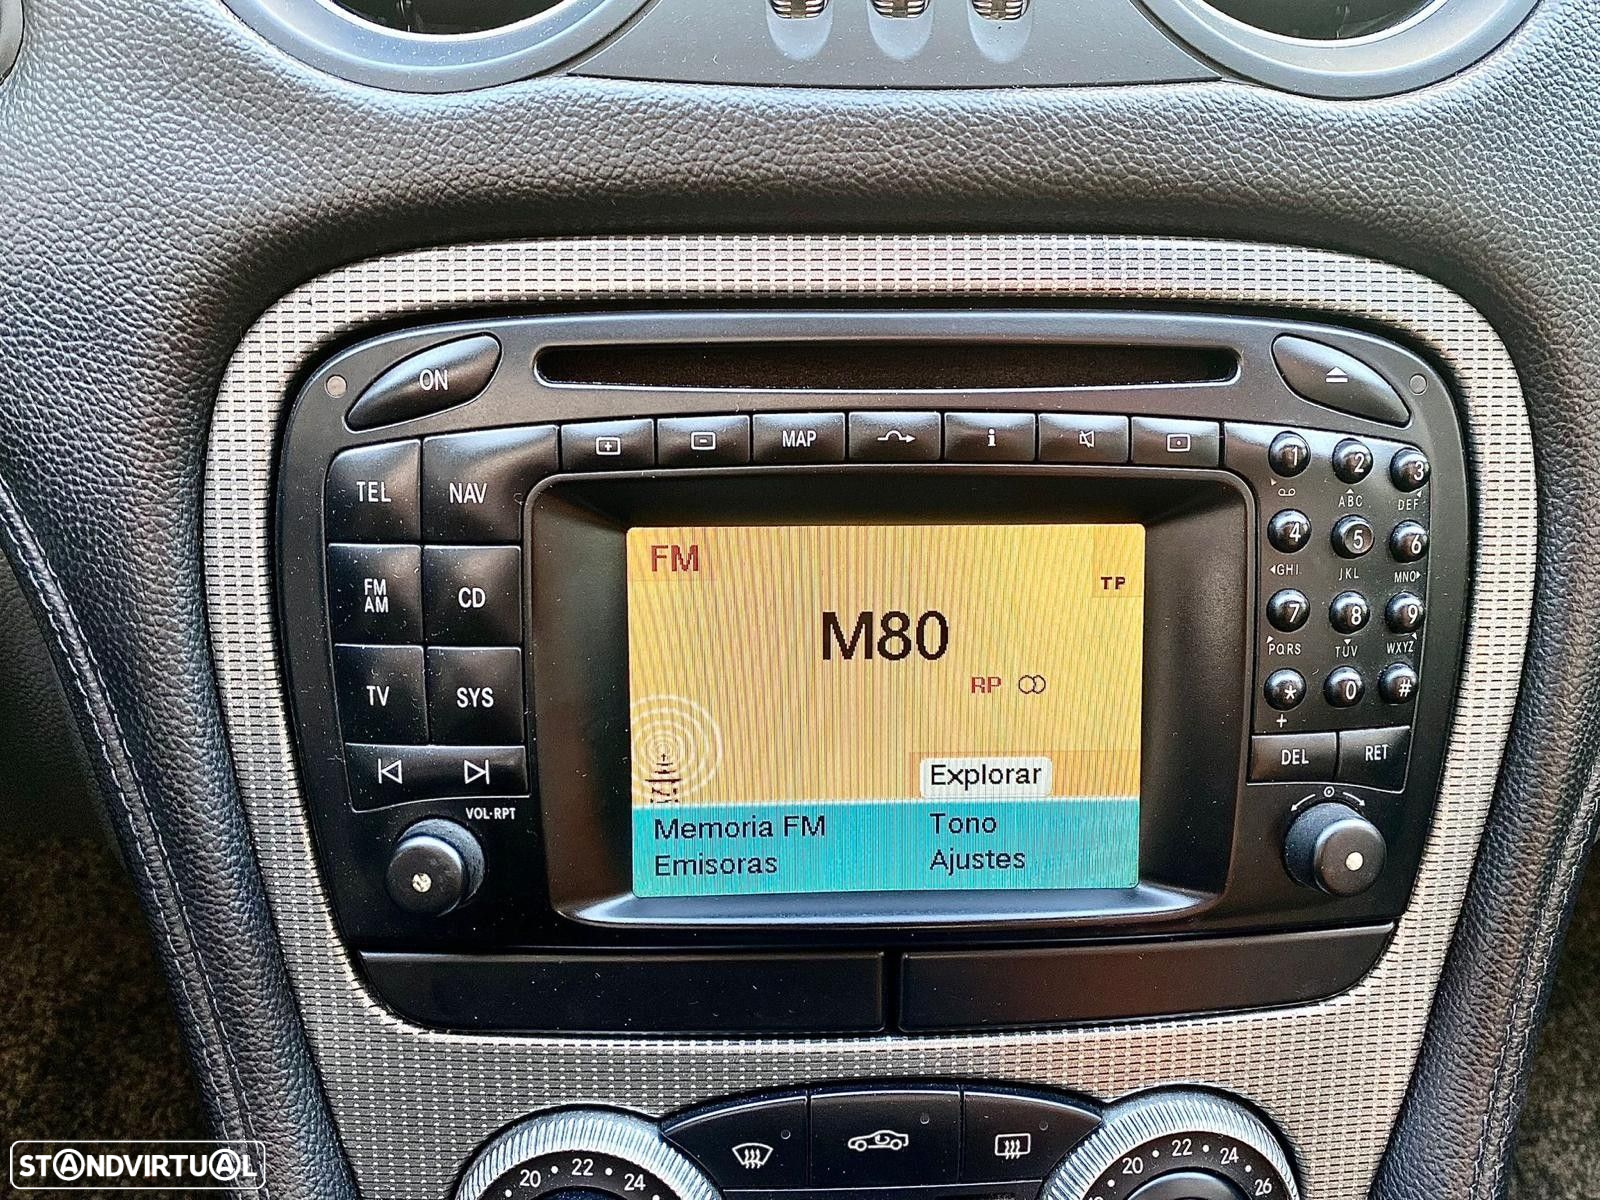 ON
MAP
i
TEL
NAV
FM
AM
CD
TV
SYS
VOL·RPT
FM
TP
M80
RP
Explorar
Memoria FM
Tono
Emisoras
Ajustes
1
2
3
ABC
DEF
4
5
6
GHI
JKL
MNO
7
8
9
PQRS
TUV
WXYZ
*
0
#
+
DEL
RET
20
22
24
20
22
24
26
STANDVIRTUAL